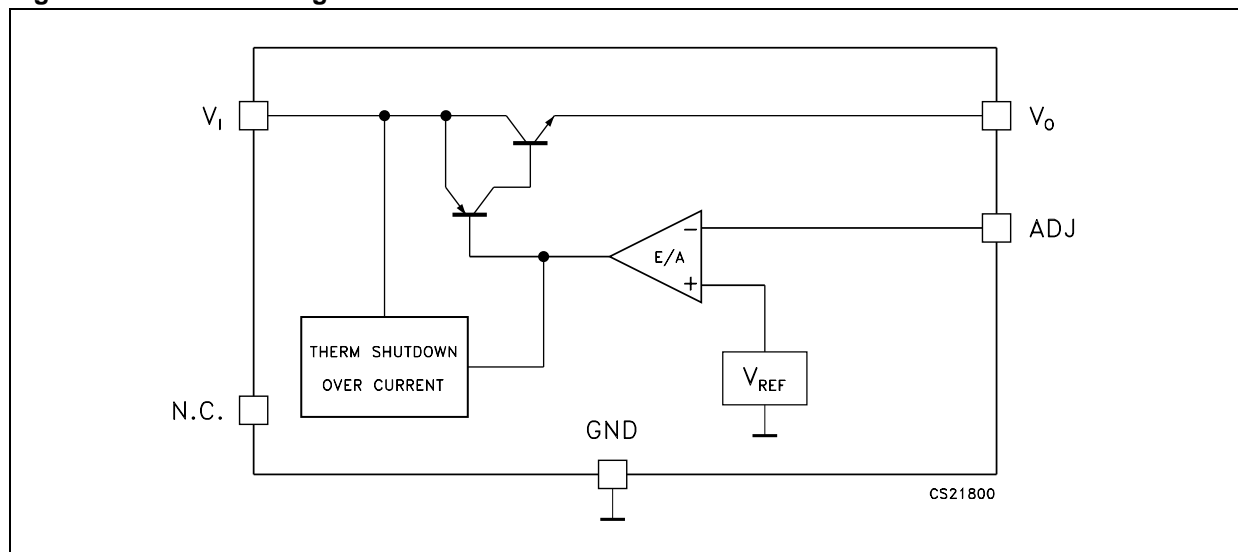 V_I
V_O
ADJ
−
E/A
+
THERM SHUTDOWN
OVER CURRENT
V_REF
N.C.
GND
CS21800